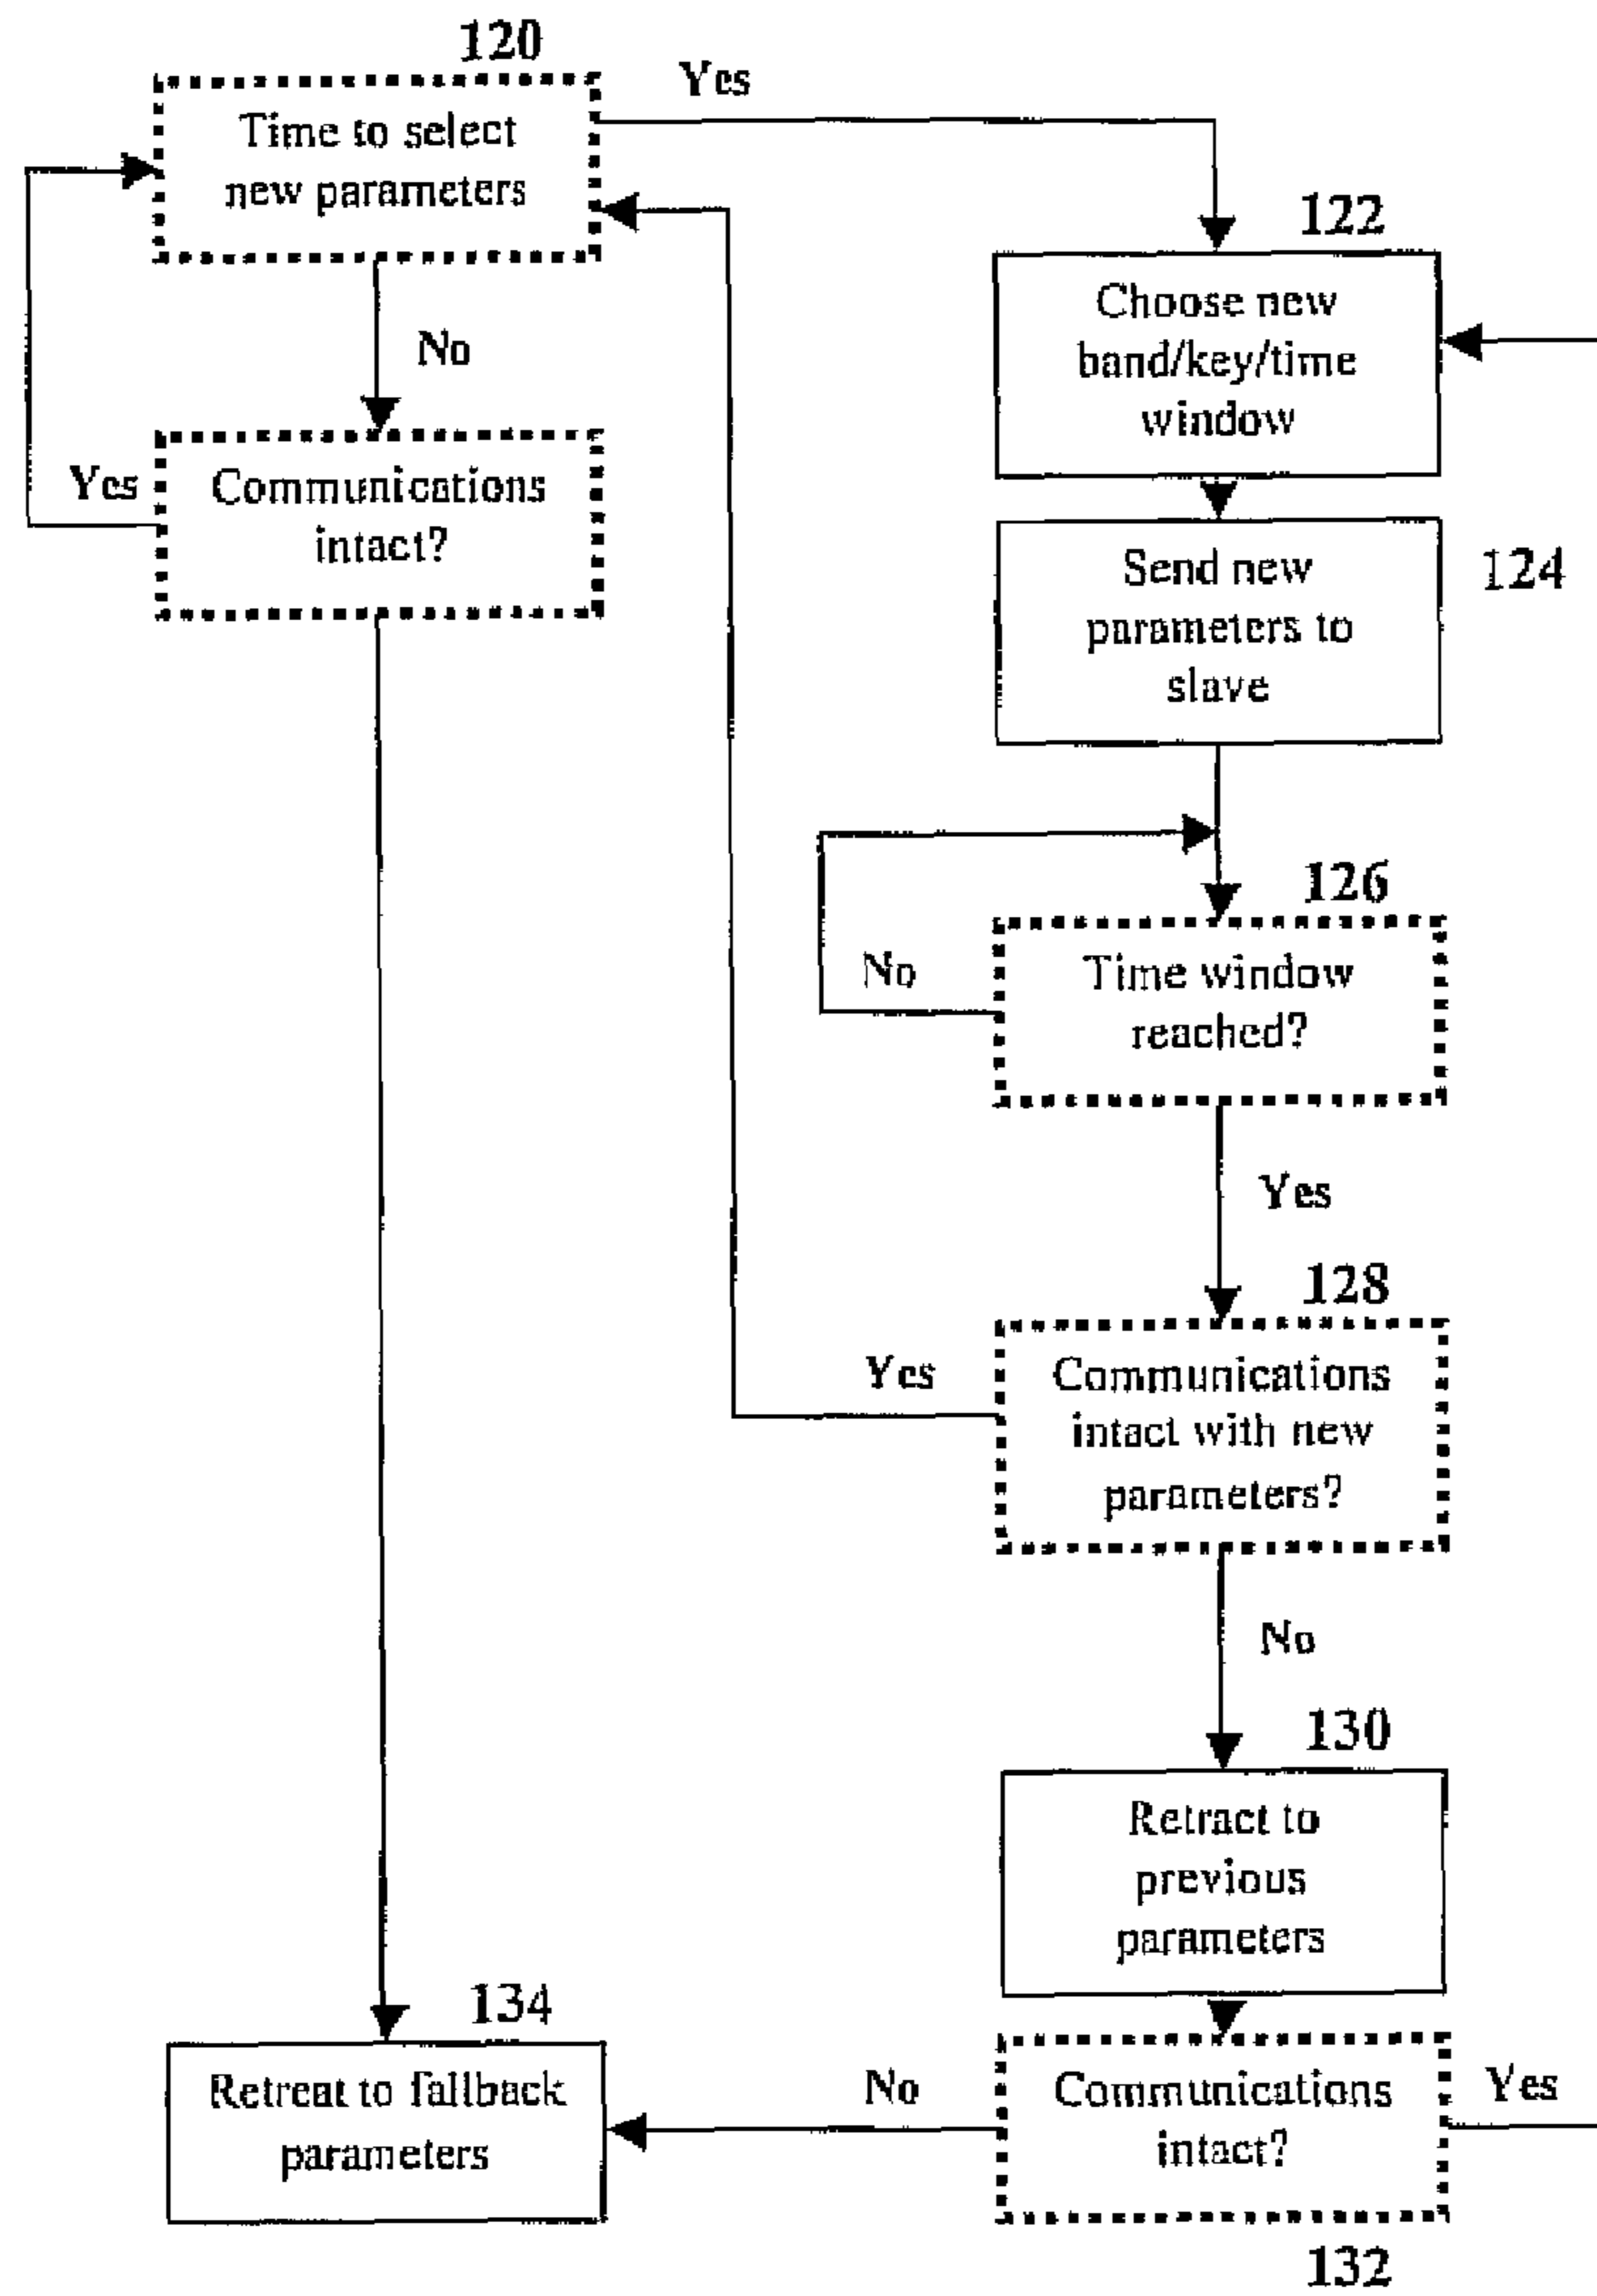 120
Yes
Time to select
new parameters
122
No
Choose new
band/key/time
window
Yes
Communications
intact?
124
Send new
parameters to
slave
126
No
Time window
reached?
Yes
128
Yes
Communications
intact with new
parameters?
No
130
Retract to
previous
parameters
134
Retreat to fallback
parameters
No
Communications
intact?
Yes
132